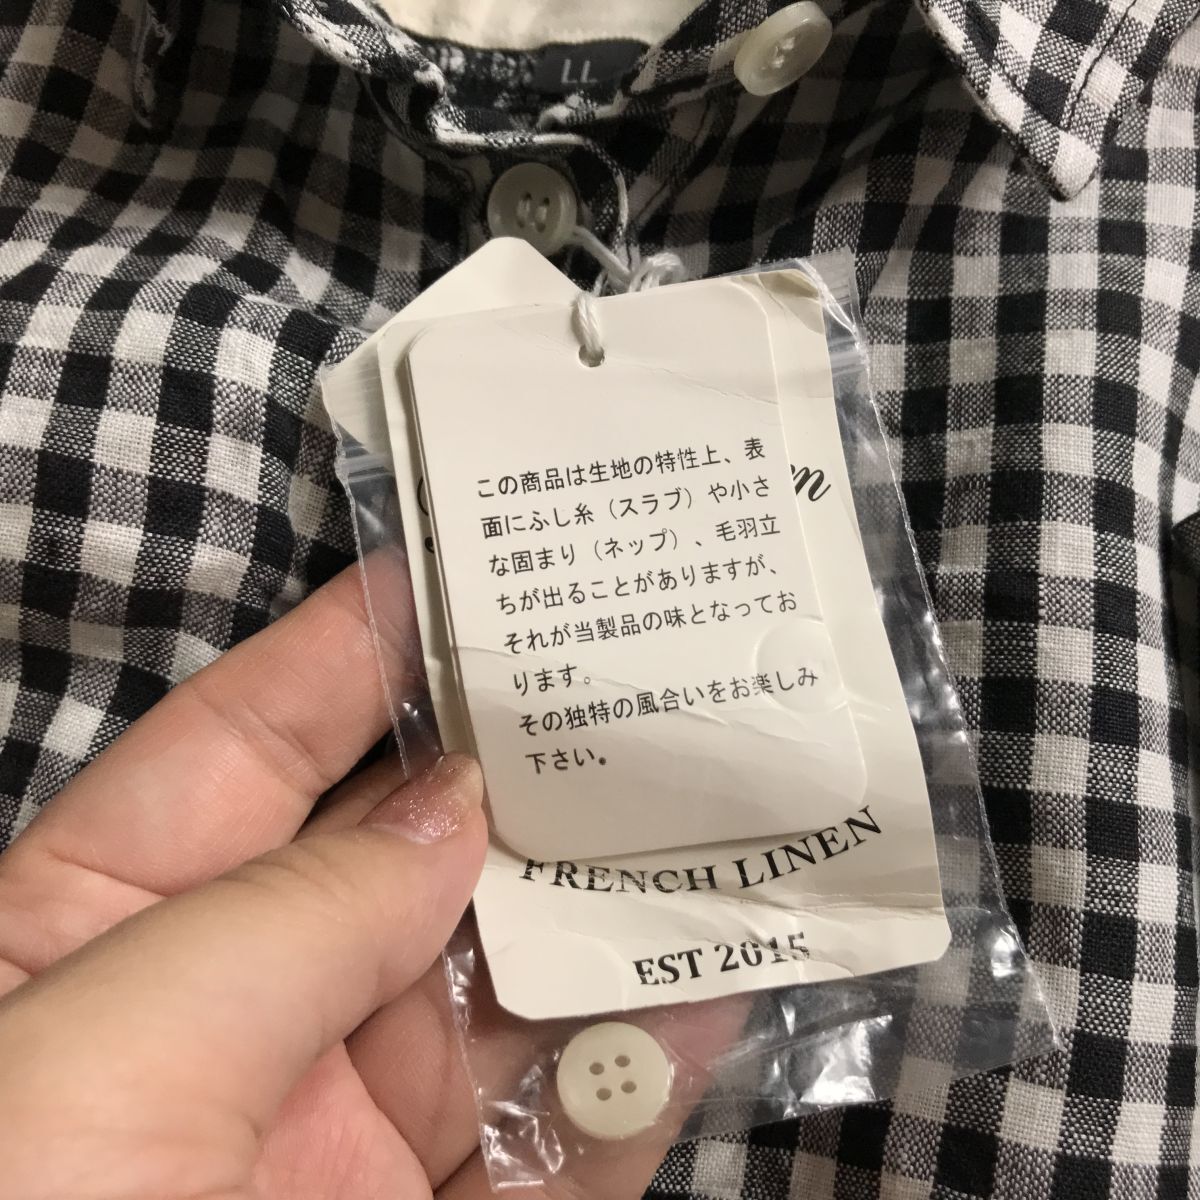 LL
この商品は生地の特性上、表
面にふし糸（スラブ）や小さ
な固まり（ネップ）、毛羽立
ちが出ることがありますが、
それが当製品の味となってお
ります。
その独特の風合いをお楽しみ
下さい。
FRENCH LINEN
EST 2015